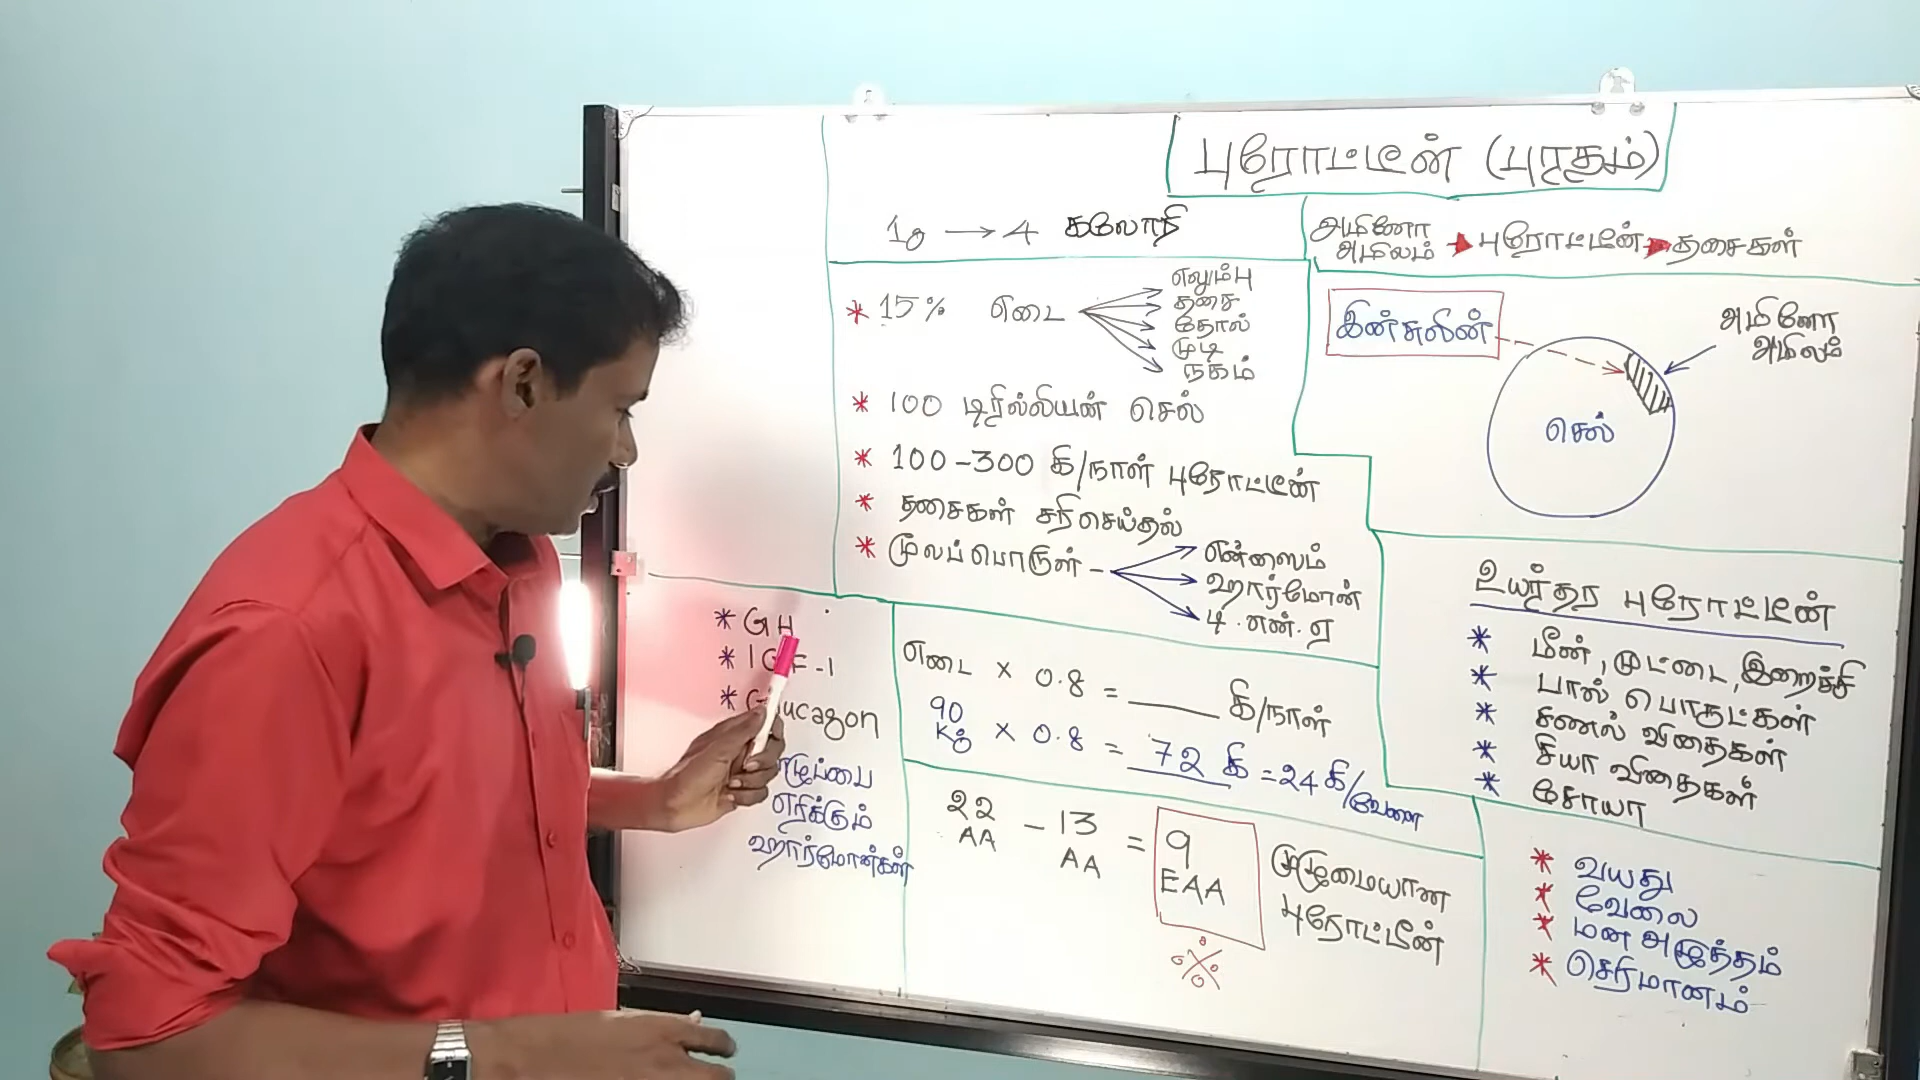 புரோட்டீன் (புரதம்)
1g → 4 கலோரி
அமினோ
அமிலம் → புரோட்டீன் → தசைகள்
* 15% எடை
எலும்பு
தசை
தோல்
முடி
நகம்
* 100 டிரில்லியன் செல்
* 100-300 கி/நாள் புரோட்டீன்
* தசைகள் சரிசெய்தல்
* மூலப்பொருள் -
என்ஸைம்
ஹார்மோன்
டி.என்.ஏ
இன்சுலின்
அமினோ
அமிலம்
செல்
* GH
* IGF-1
* Glucagon
எரிக்கும்
ஹார்மோன்கள்
எடை × 0.8 = ____ கி/நாள்
90
Kg × 0.8 = 72 கி = 24 கி/வேளை
22
AA - 13
AA = 9
EAA
முழுமையான
புரோட்டீன்
உயர்தர புரோட்டீன்
* மீன், முட்டை, இறைச்சி
* பால் பொருட்கள்
* சணல் விதைகள்
* சியா விதைகள்
* சோயா
* வயது
* வேலை
* மன அழுத்தம்
* செரிமானம்